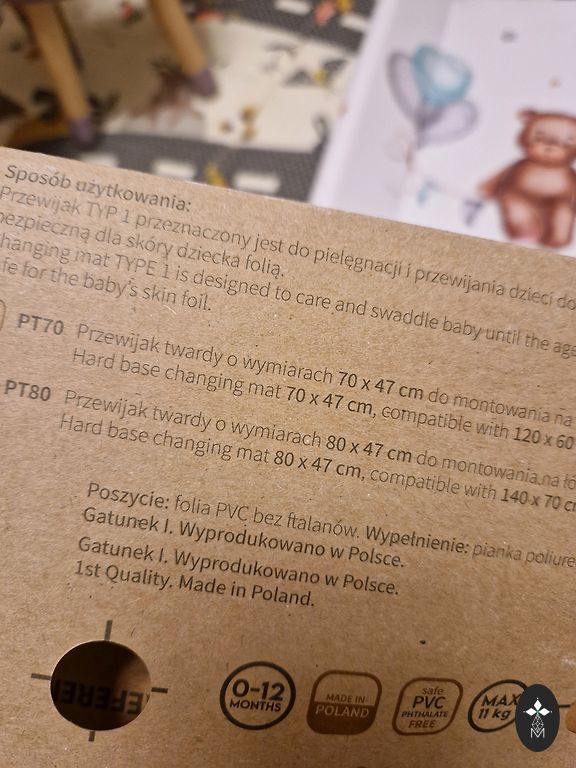 Sposób użytkowania:
Przewijak TYP 1 przeznaczony jest do pielęgnacji i przewijania dzieci do
bezpieczną dla skóry dziecka folią.
changing mat TYPE 1 is designed to care and swaddle baby until the age
safe for the baby's skin foil.
PT70 Przewijak twardy o wymiarach 70 x 47 cm do montowania na
Hard base changing mat 70 x 47 cm, compatible with 120 x 60
PT80 Przewijak twardy o wymiarach 80 x 47 cm do montowania na
Hard base changing mat 80 x 47 cm, compatible with 140 x 70
Poszycie: folia PVC bez ftalanów. Wypełnienie: pianka
Gatunek I. Wyprodukowano w Polsce.
Gatunek I. Wyprodukowano w Polsce.
1st Quality. Made in Poland.
0-12
MONTHS
MADE IN
POLAND
safe
PVC
PHTHALATE
FREE
MAX
11 kg